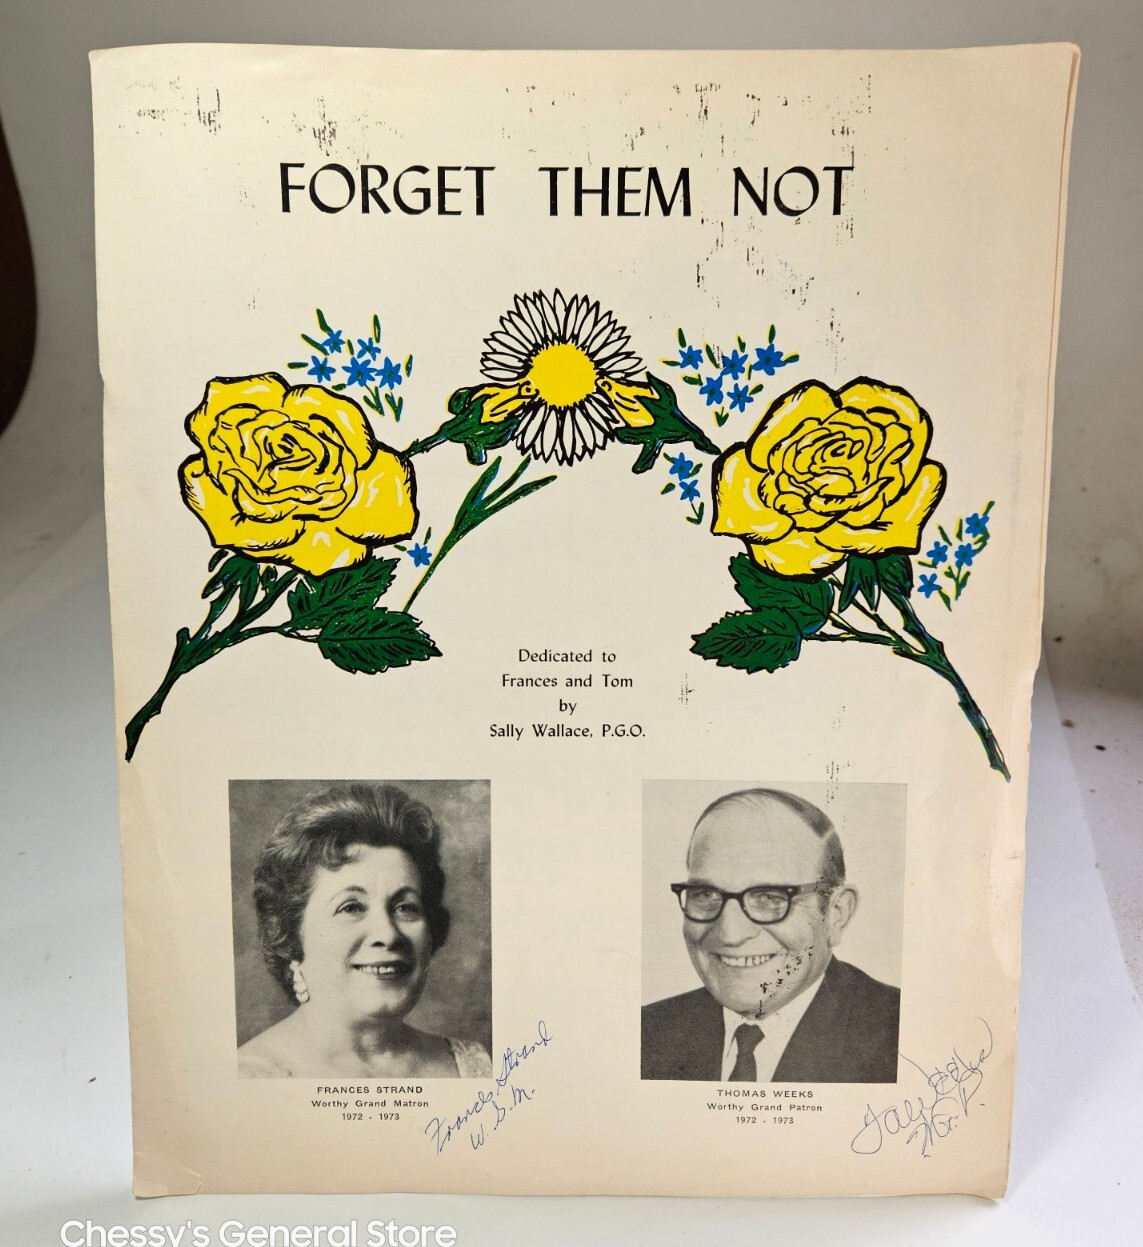 FORGET THEM NOT
Dedicated to
Frances and Tom
by
Sally Wallace, P.G.O.
FRANCES STRAND
Worthy Grand Matron
1972 - 1973
Frances Strand
W. G. M.
THOMAS WEEKS
Worthy Grand Patron
1972 - 1973
Chessy's General Store